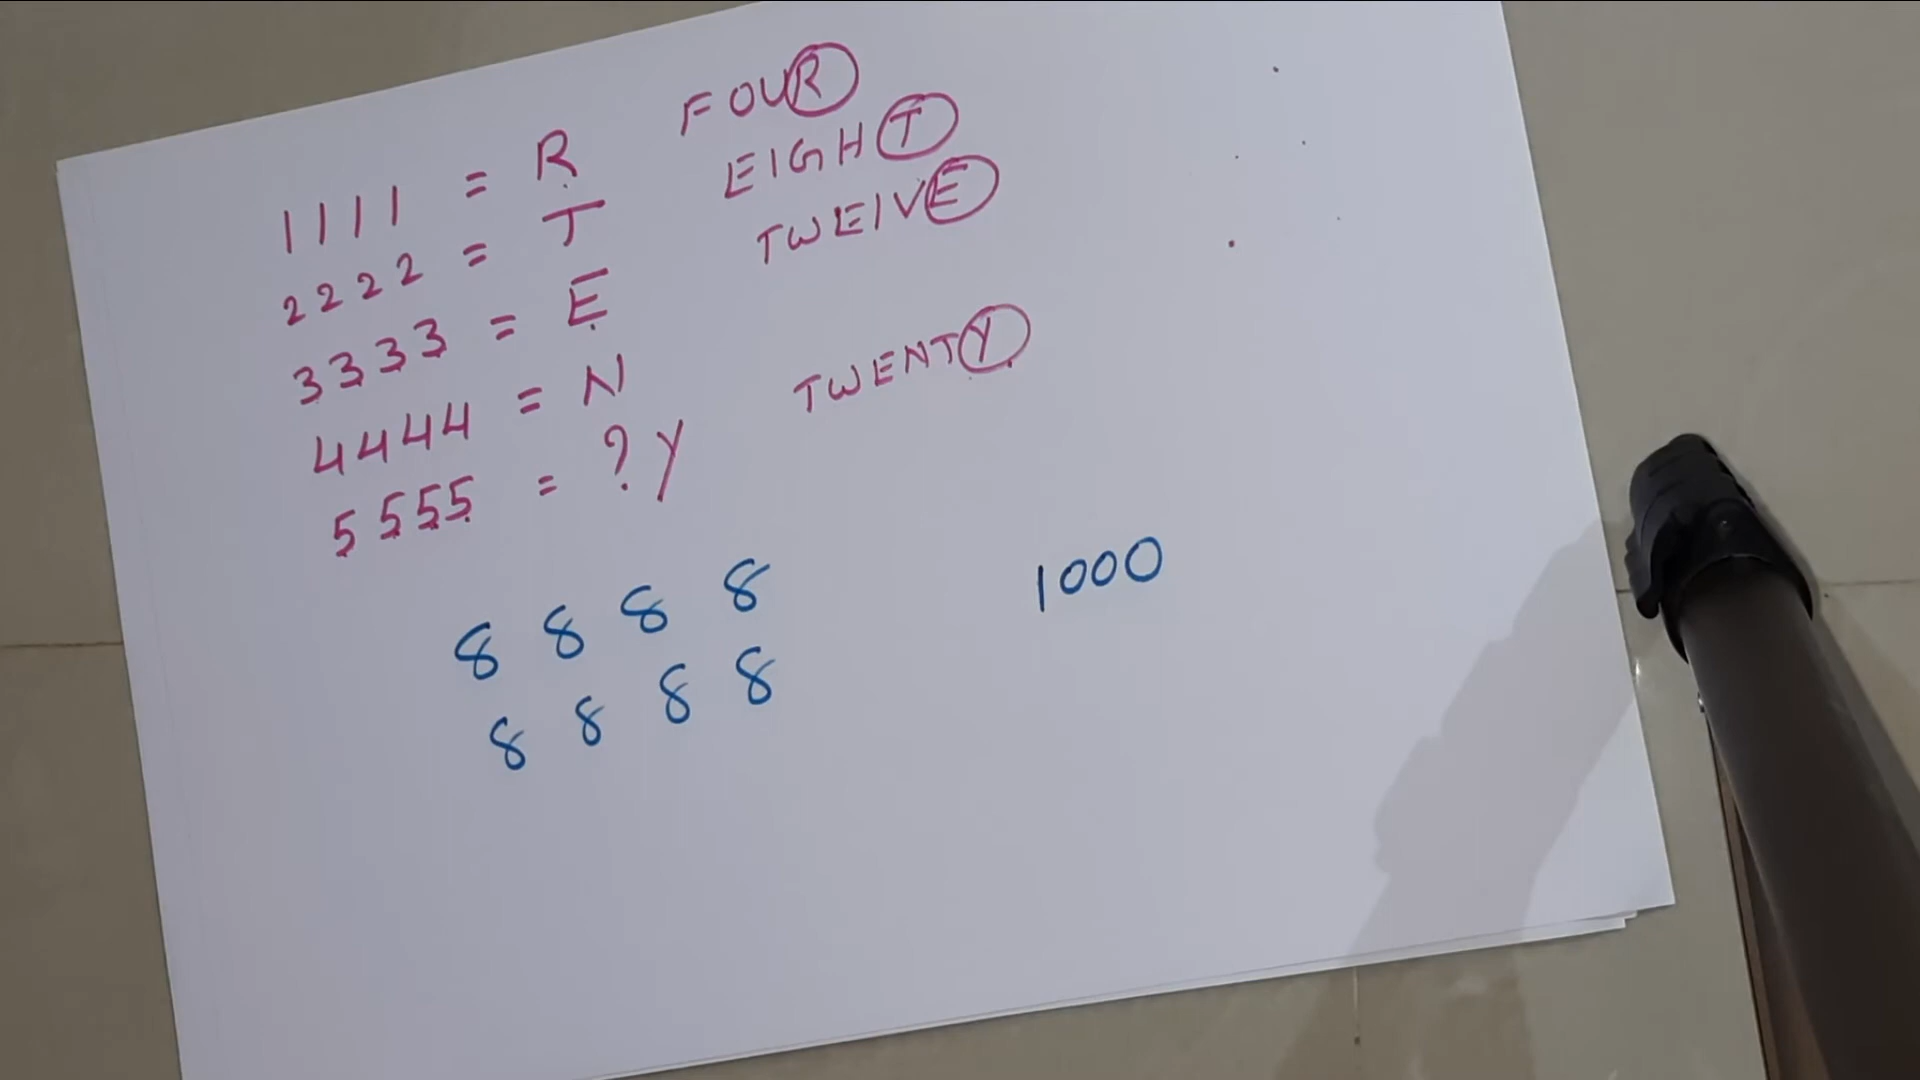 1111 = R FOUR
2222 = T EIGHT
3333 = E TWEIVE
4444 = N
5555 = ? Y TWENTY
8 8 8 8 1000
8 8 8 8